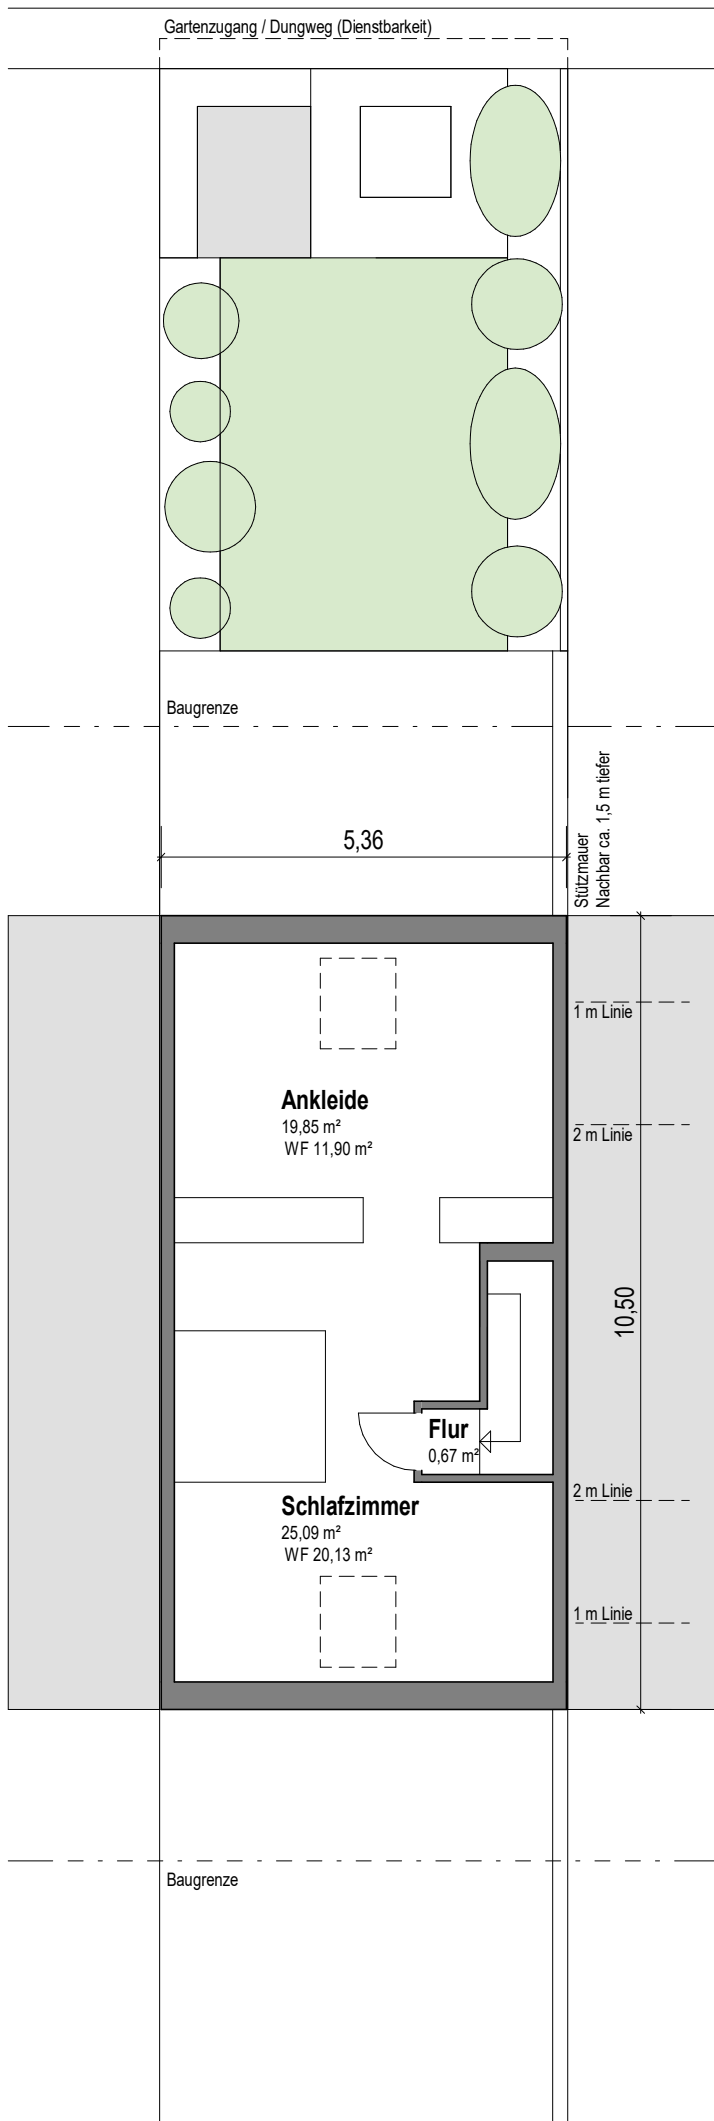 Gartenzugang / Dungweg (Dienstbarkeit)
Baugrenze
Stützmauer
Nachbar ca. 1,5 m tiefer
5,36
1 m Linie
Ankleide
19,85 m²
WF 11,90 m²
2 m Linie
10,50
Flur
0,67 m²
2 m Linie
Schlafzimmer
25,09 m²
WF 20,13 m²
1 m Linie
Baugrenze